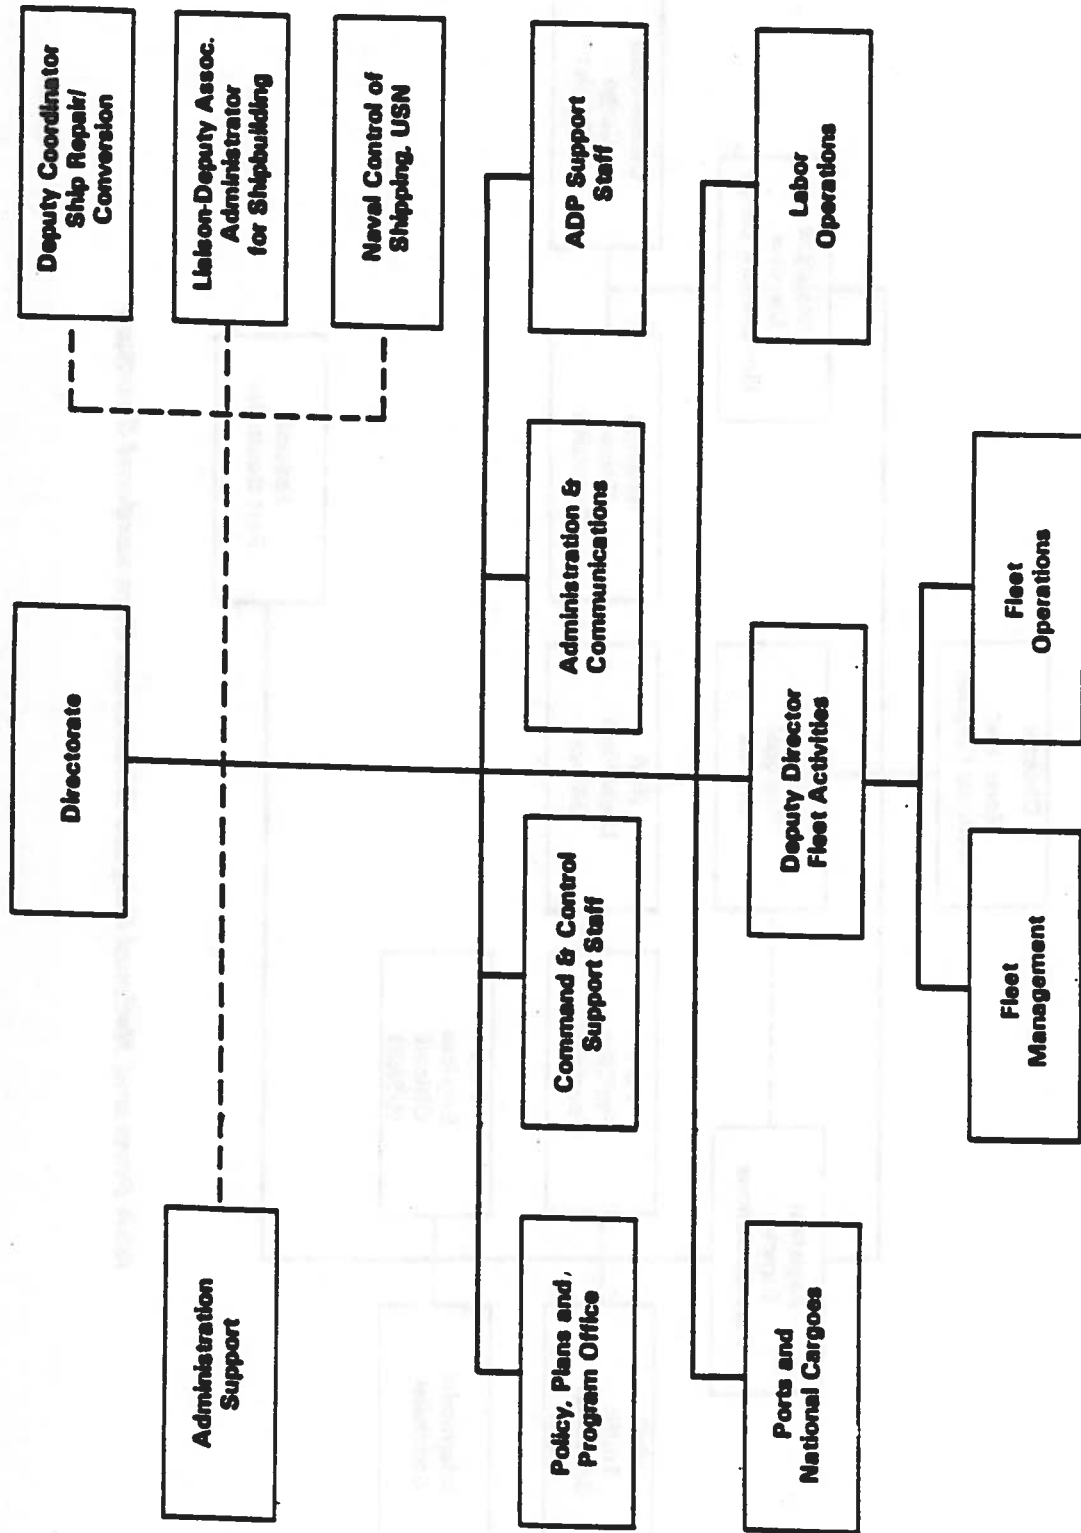 Directorate
Deputy Coordinator
Ship Repair/
Conversion
Liaison-Deputy Assoc.
Administrator
for Shipbuilding
Naval Control of
Shipping, USN
Administration
Support
Policy, Plans and,
Program Office
Command & Control
Support Staff
Administration &
Communications
ADP Support
Staff
Ports and
National Cargoes
Deputy Director
Fleet Activities
Labor
Operations
Fleet
Management
Fleet
Operations